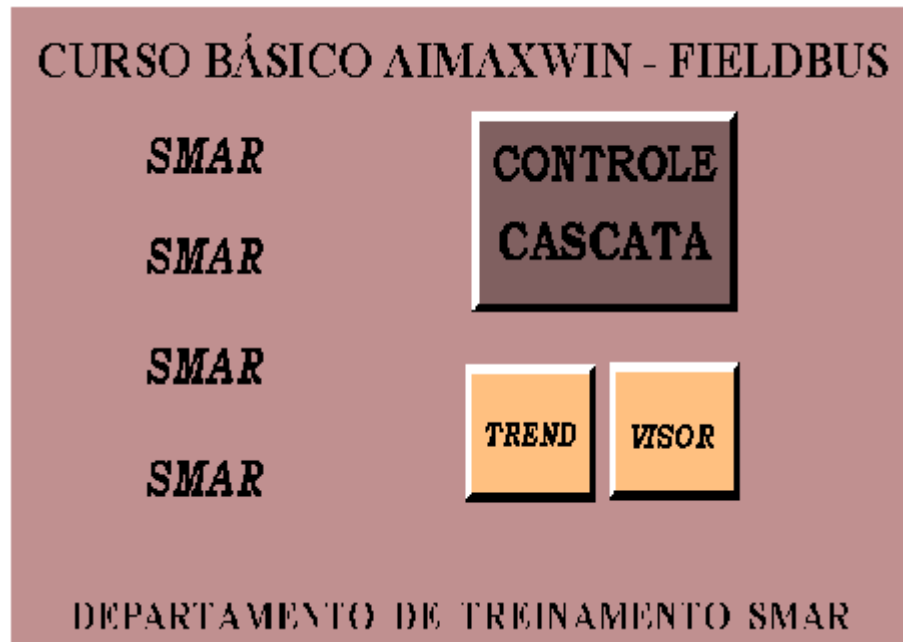 CURSO BÁSICO AIMAXWIN - FIELDBUS
SMAR
SMAR
SMAR
SMAR
CONTROLE
CASCATA
TREND
VISOR
DEPARTAMENTO DE TREINAMENTO SMAR